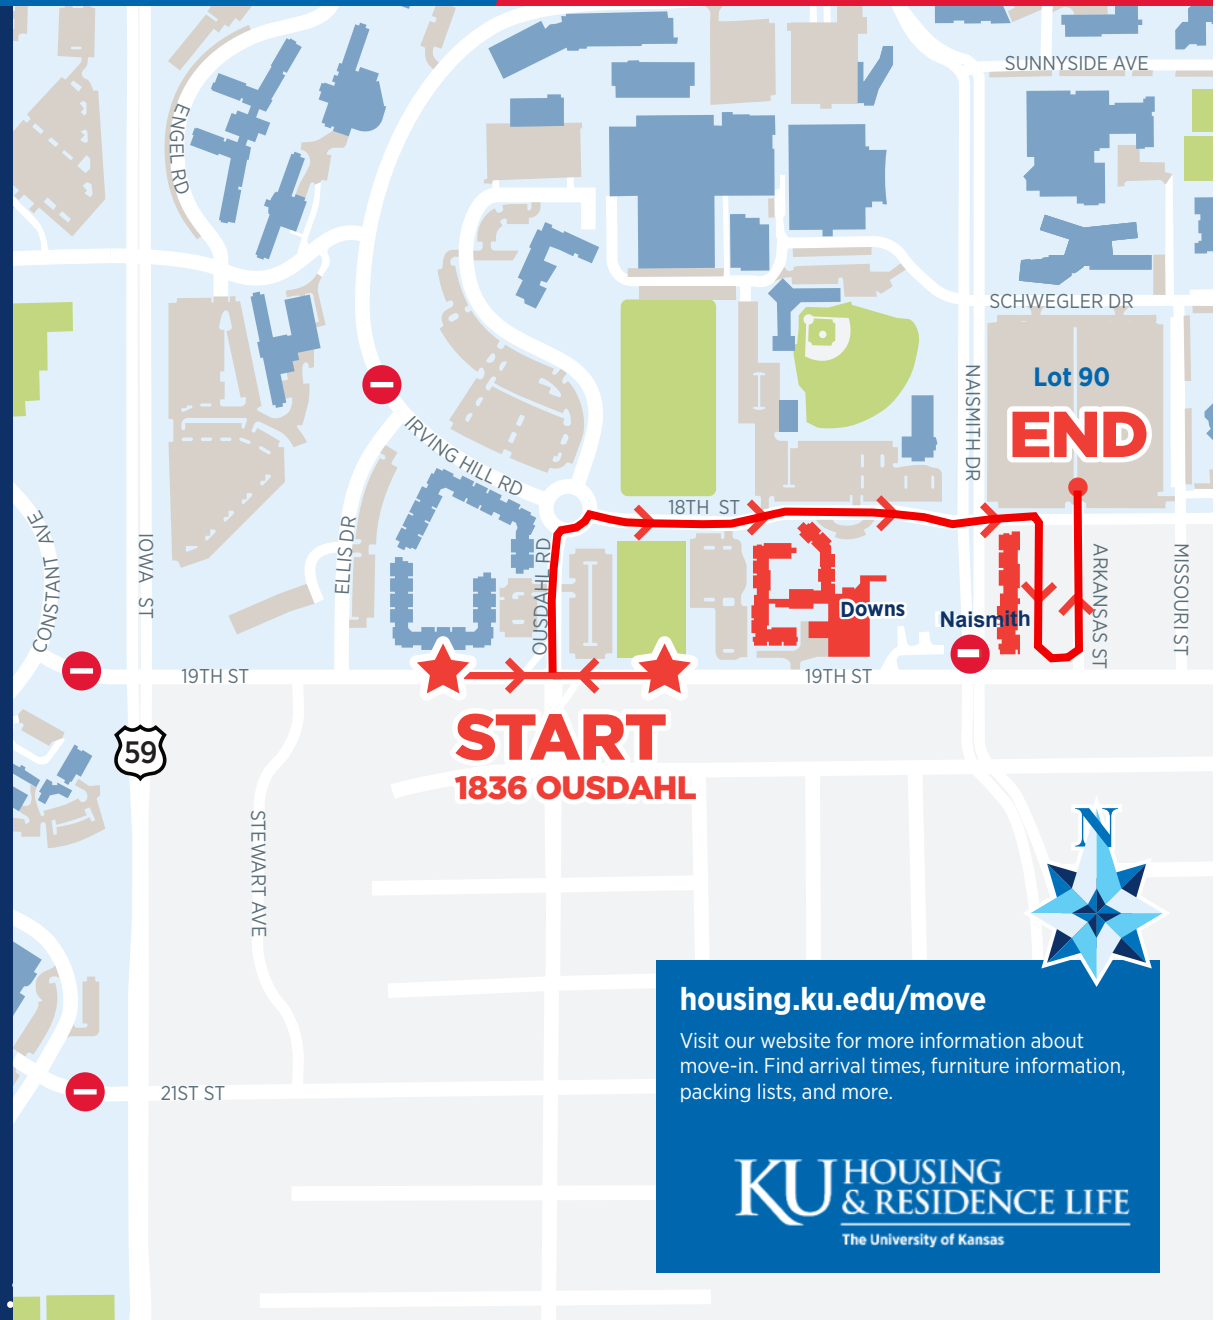 SUNNYSIDE AVE
ENGEL RD
SCHWEGLER DR
NAISMITH DR
Lot 90
END
IRVING HILL RD
18TH ST
CONSTANT AVE
IOWA ST
ELLIS DR
OUSDAHL RD
ARKANSAS ST
MISSOURI ST
Downs
Naismith
19TH ST
19TH ST
START
1836 OUSDAHL
59
STEWART AVE
N
21ST ST
housing.ku.edu/move
Visit our website for more information about
move-in. Find arrival times, furniture information,
packing lists, and more.
KU HOUSING
& RESIDENCE LIFE
The University of Kansas